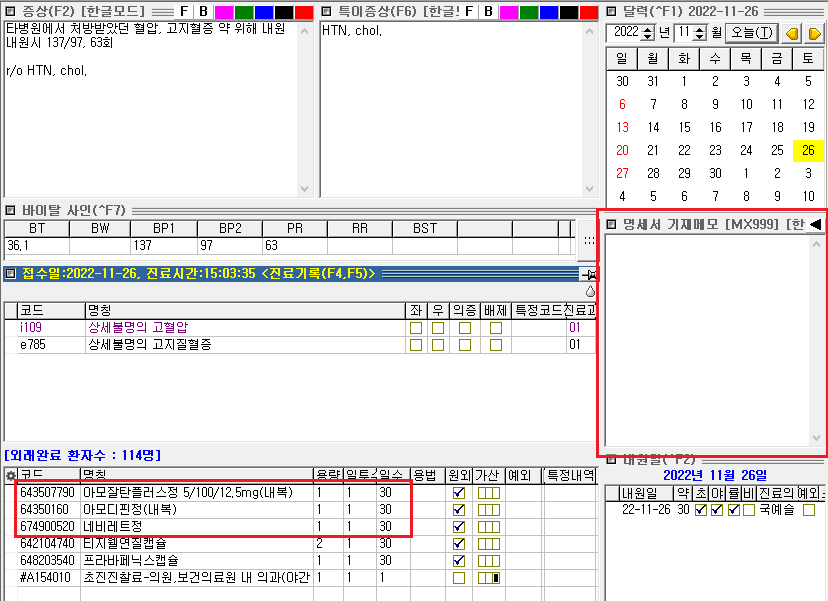 증상(F2) [한글모드] F B
타병원에서 처방받았던 혈압, 고지혈증 약 위해 내원
내원시 137/97, 63회
r/o HTN, chol.
특이증상(F6) [한글! F B
HTN, chol.
달력(^F1) 2022-11-26
2022 년 11 월 오늘(T)
일 월 화 수 목 금 토
30 31 1 2 3 4 5
6 7 8 9 10 11 12
13 14 15 16 17 18 19
20 21 22 23 24 25 26
27 28 29 30 1 2 3
4 5 6 7 8 9 10
바이탈 사인(^F7)
BT BW BP1 BP2 PR RR BST
36.1 137 97 63
명세서 기재메모 [MX999] [한
접수일:2022-11-26, 진료시간:15:03:35 <진료기록(F4,F5)>
코드 명칭 좌 우 의증 배제 특정코드 진료과
i109 상세불명의 고혈압 01
e785 상세불명의 고지질혈증 01
[외래완료 환자수 : 114명]
코드 명칭 용량 일투 일수 용법 원외 가산 예외 특정내역
643507790 아모잘탄플러스정 5/100/12.5mg(내복) 1 1 30
64350160 아모디핀정(내복) 1 1 30
674900520 네비레트정 1 1 30
642104740 티지웰연질캡슐 2 1 30
648203540 프라바페닉스캡슐 1 1 30
#A154010 초진진찰료-의원,보건의료원 내 의과(야간 1 1 1
내원일(^F2)
2022년 11월 26일
내원일 약 초 야 률 비 진료의 예외
22-11-26 30 국예슬